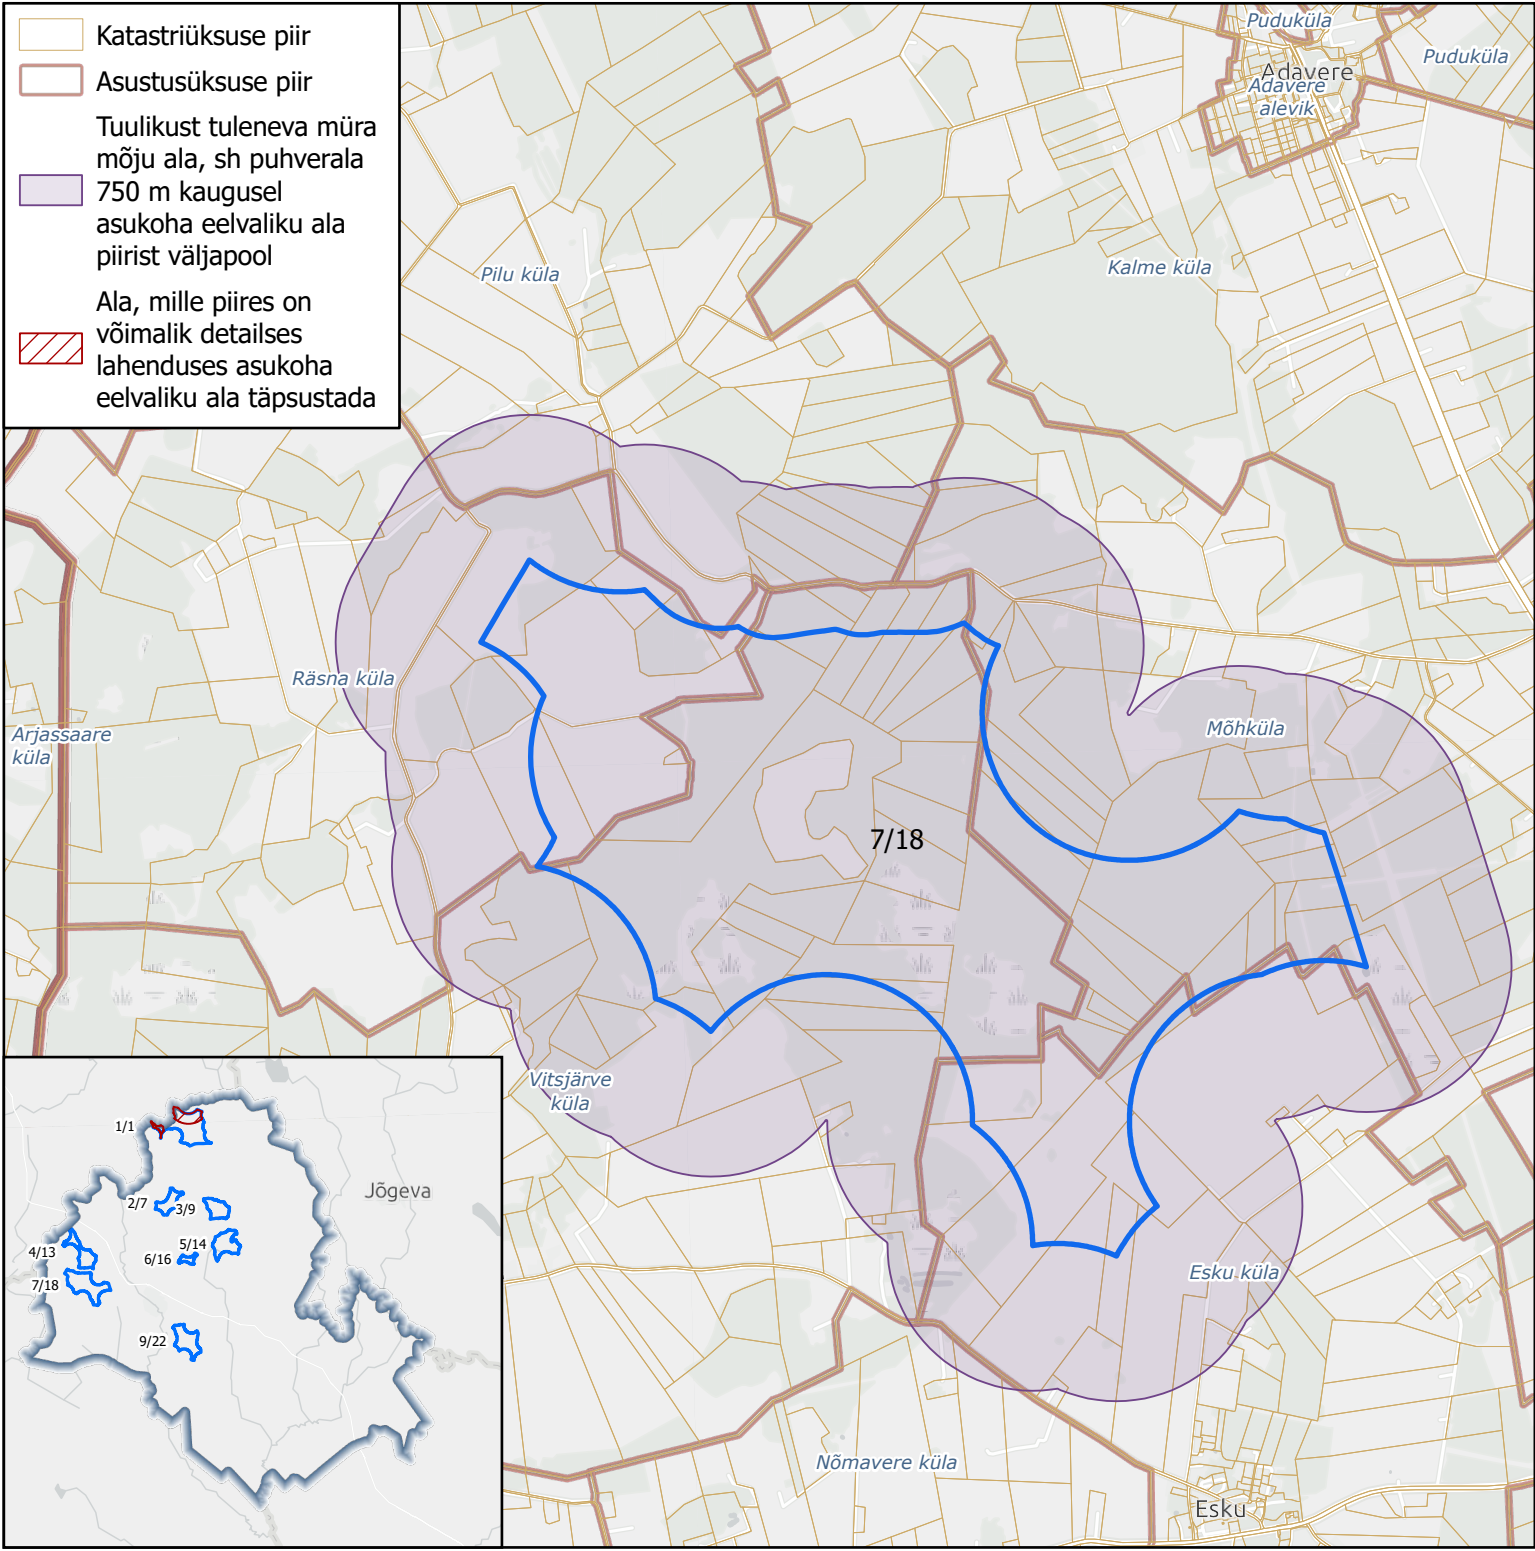 Katastriüksuse piir
Asustusüksuse piir
Tuulikust tuleneva müra
mõju ala, sh puhverala
750 m kaugusel
asukoha eelvaliku ala
piirist väljapool
Ala, mille piires on
võimalik detailses
lahenduses asukoha
eelvaliku ala täpsustada
Puduküla
Puduküla
Adavere
Adavere
alevik
Pilu küla
Kalme küla
Räsna küla
Arjassaare
küla
Mõhküla
7/18
Vitsjärve
küla
Esku küla
Nõmavere küla
Esku
1/1
Jõgeva
2/7
3/9
4/13
5/14
6/16
7/18
9/22